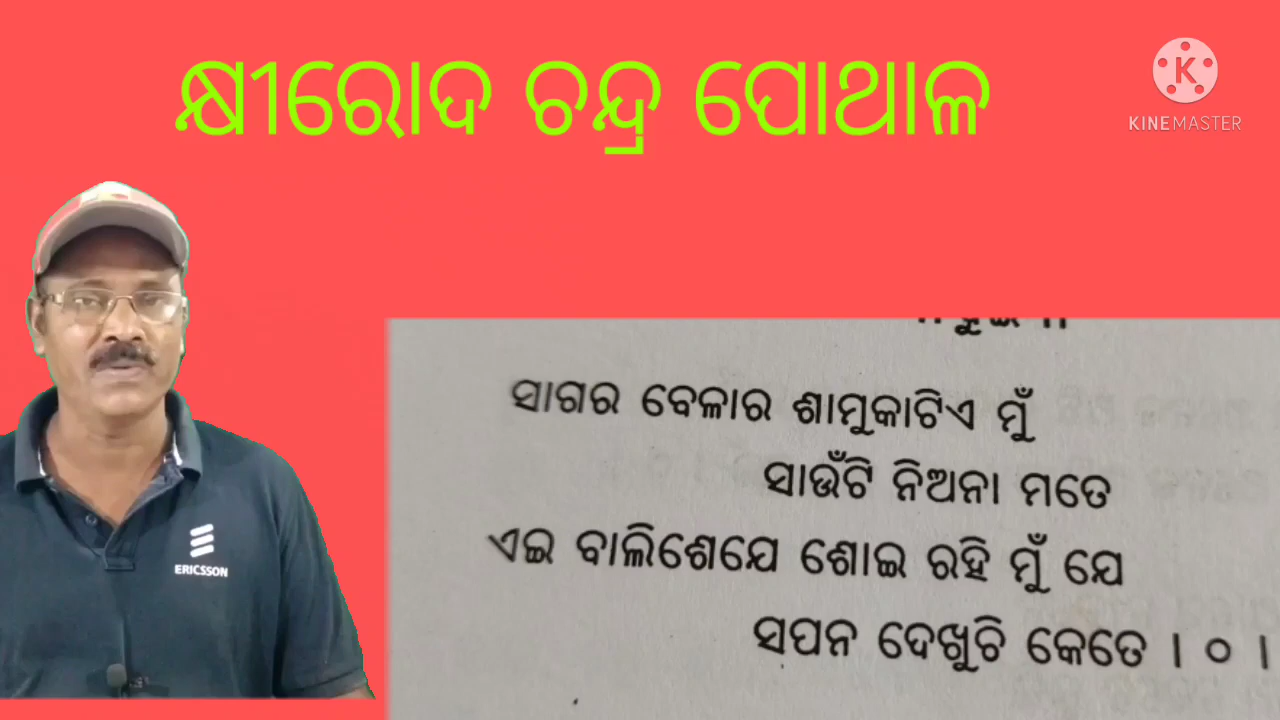 କ୍ଷୀରୋଦ ଚନ୍ଦ୍ର ପୋଥାଳ
KINEMASTER
ERICSSON
ସାଗର ବେଳାର ଶାମୁକାଟିଏ ମୁଁ
ସାଉଁଟି ନିଅନା ମତେ
ଏଇ ବାଲିଶେଯେ ଶୋଇ ରହି ମୁଁ ଯେ
ସପନ ଦେଖୁଚି କେତେ । ୦ ।